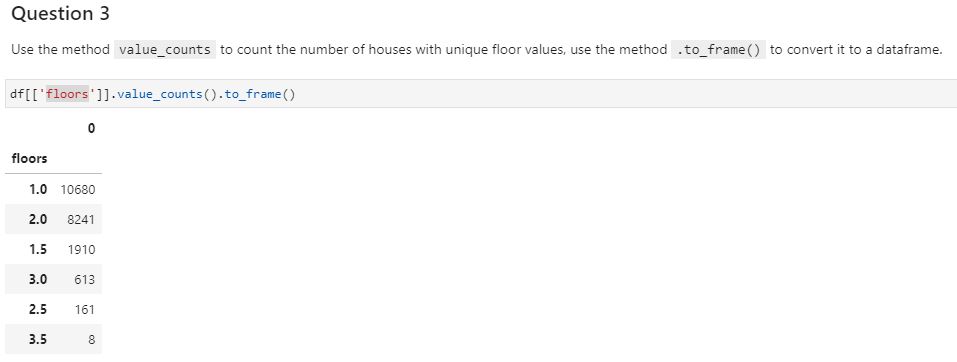 Question 3
Use the method value_counts to count the number of houses with unique floor values, use the method .to_frame() to convert it to a dataframe.
df[['floors']].value_counts().to_frame()
0
floors
1.0 10680
2.0 8241
1.5 1910
3.0 613
2.5 161
3.5 8